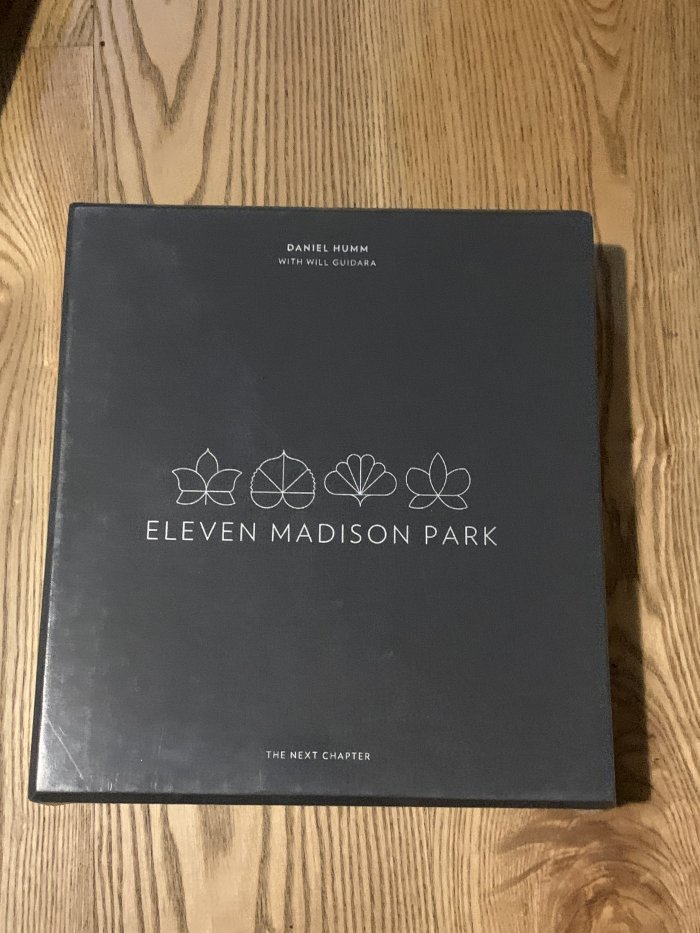 DANIEL HUMM
WITH WILL GUIDARA
ELEVEN MADISON PARK
THE NEXT CHAPTER